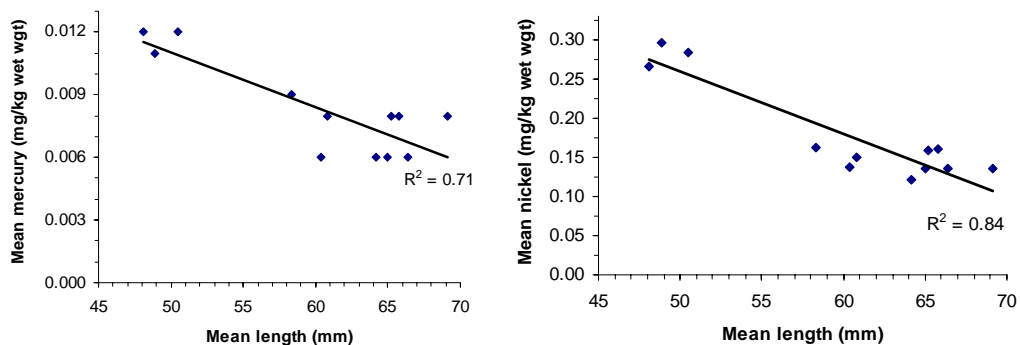 Mean mercury (mg/kg wet wgt)
0.012
0.009
0.006
0.003
0.000
R² = 0.71
45 50 55 60 65 70
Mean length (mm)
Mean nickel (mg/kg wet wgt)
0.30
0.25
0.20
0.15
0.10
0.05
0.00
R² = 0.84
45 50 55 60 65 70
Mean length (mm)